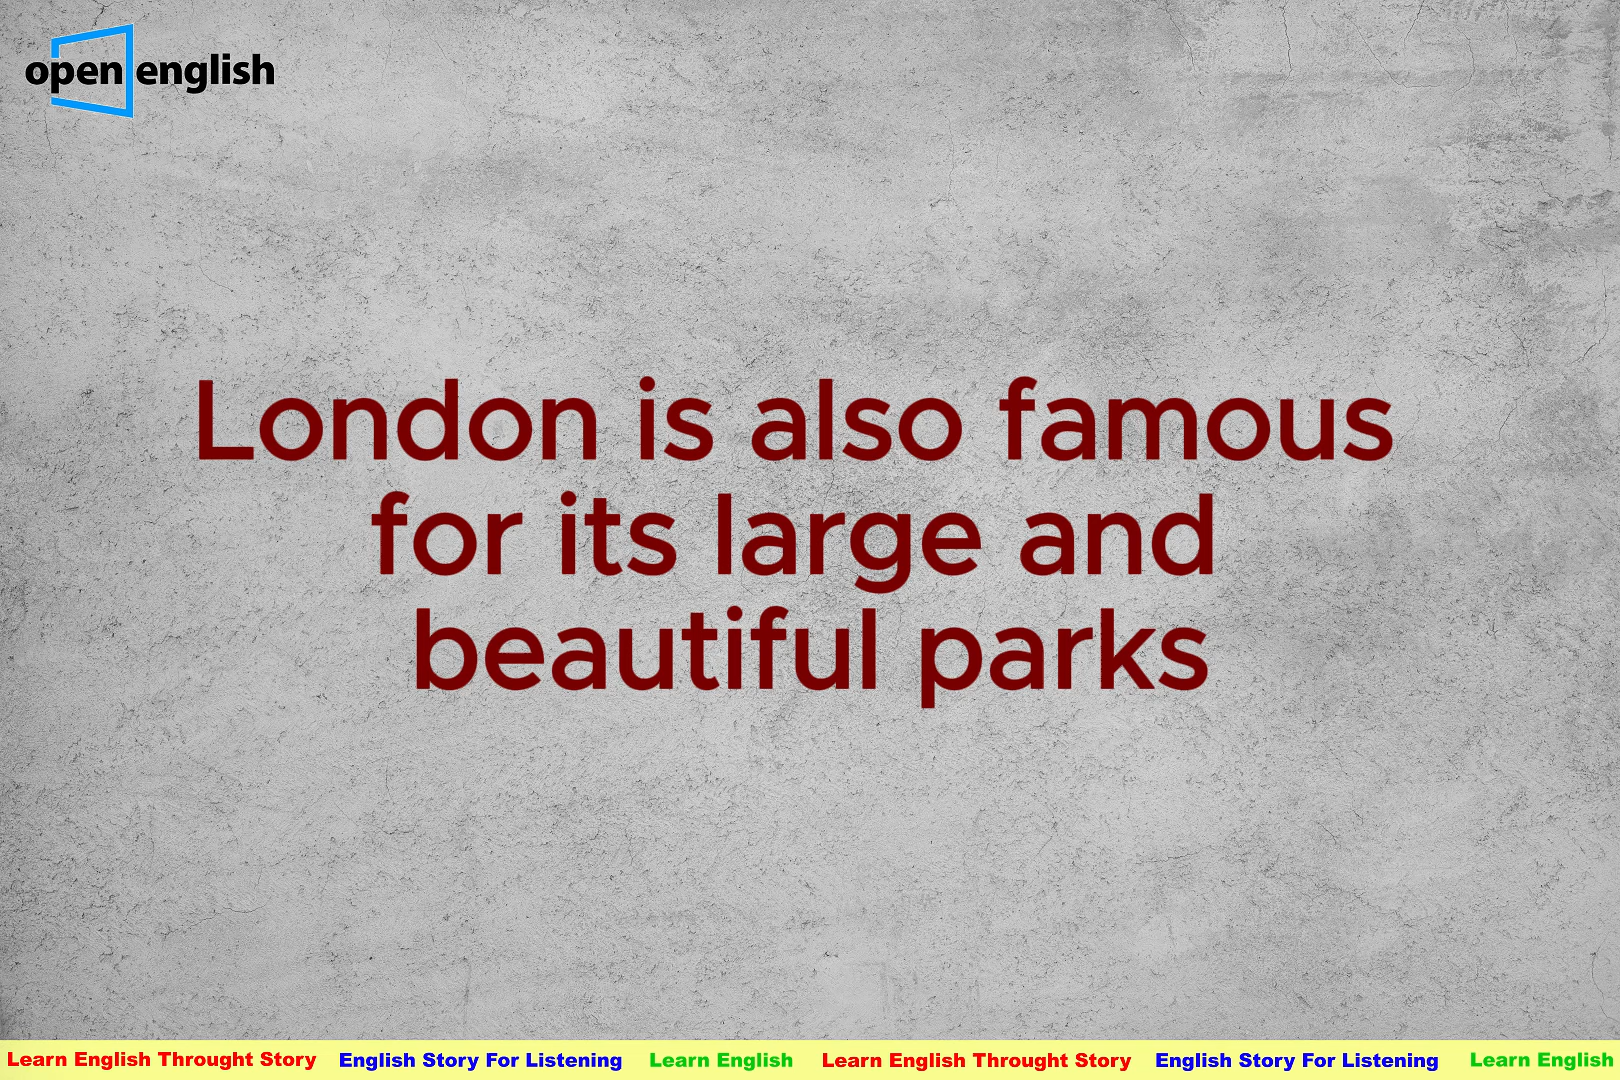 open english
London is also famous
for its large and
beautiful parks
Learn English Throught Story English Story For Listening Learn English Learn English Throught Story English Story For Listening Learn English